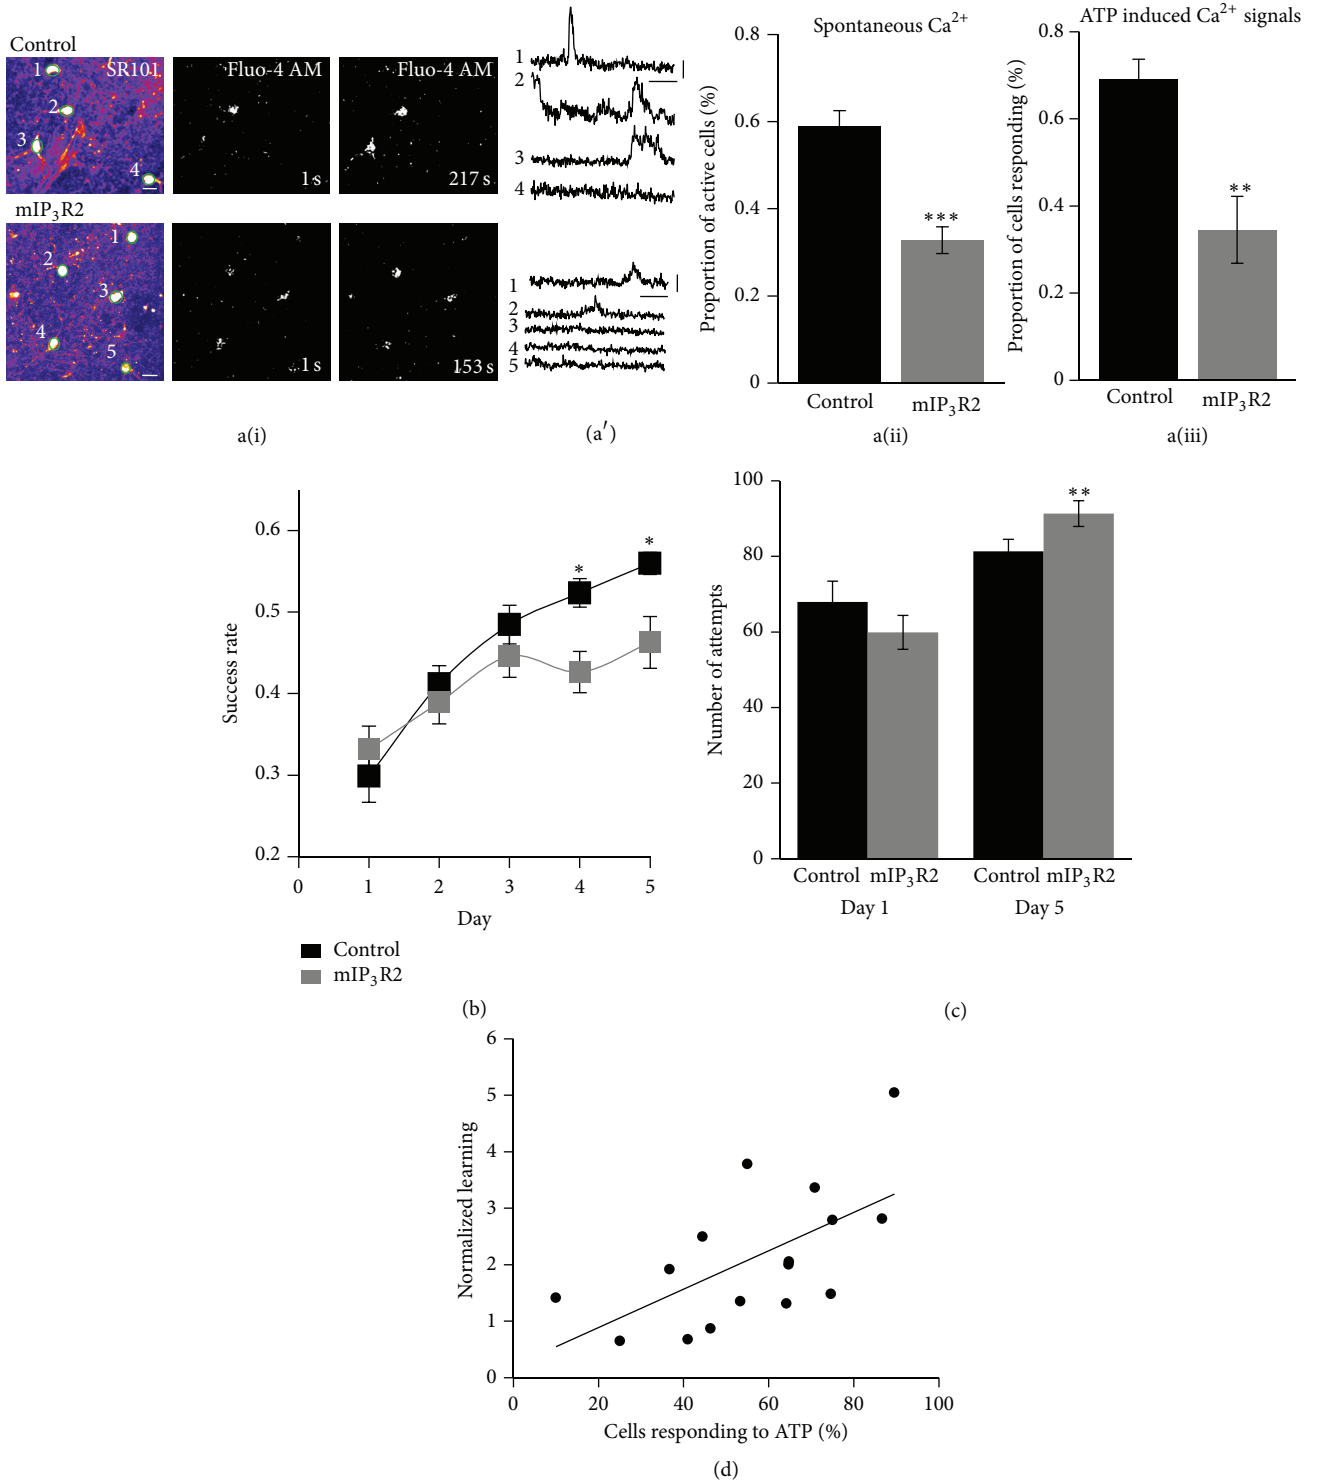 Control
SR101
Fluo-4 AM
Fluo-4 AM
1
2
3
4
1 s
217 s
mIP3R2
1
2
3
4
5
1 s
153 s
a(i)
1
2
3
4
1
2
3
4
5
(a′)
Spontaneous Ca2+
Proportion of active cells (%)
0.8
0.6
0.4
0.2
0
***
Control
mIP3R2
a(ii)
ATP induced Ca2+ signals
Proportion of cells responding (%)
0.8
0.6
0.4
0.2
0
**
Control
mIP3R2
a(iii)
Success rate
0.6
0.5
0.4
0.3
0.2
*
*
0
1
2
3
4
5
Day
Control
mIP3R2
(b)
Number of attempts
100
80
60
40
20
0
**
Control mIP3R2
Control mIP3R2
Day 1
Day 5
(c)
Normalized learning
6
5
4
3
2
1
0
0
20
40
60
80
100
Cells responding to ATP (%)
(d)